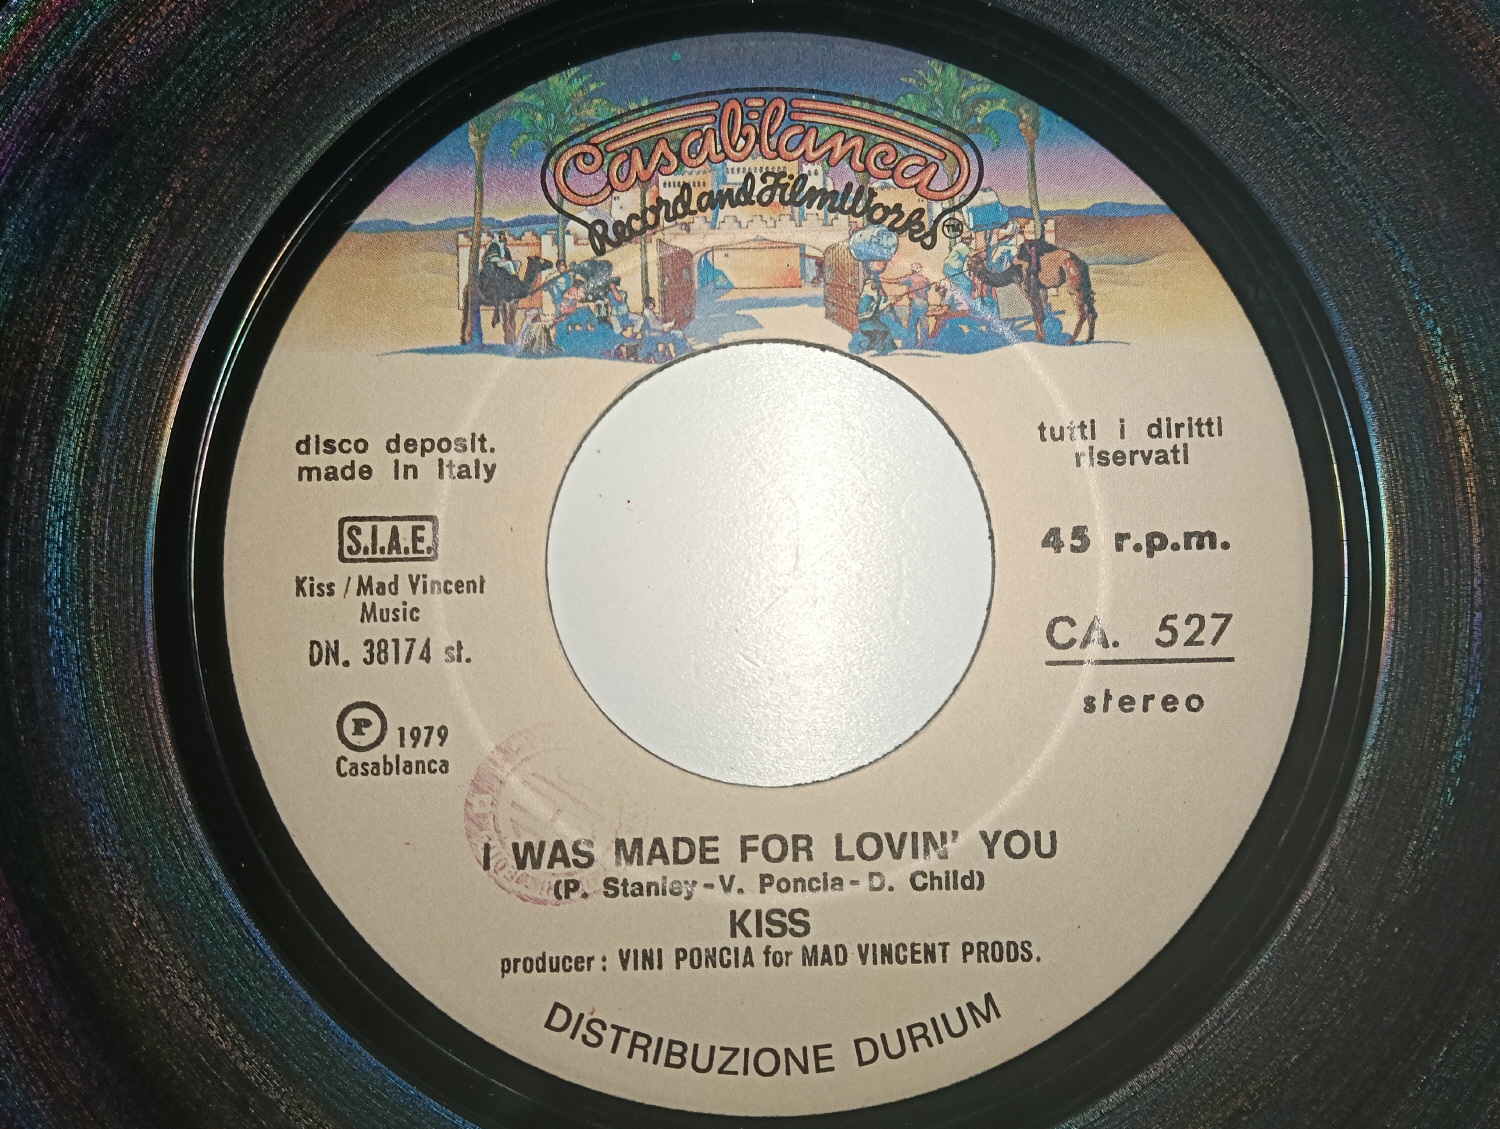 Casablanca
Record and FilmWorks TM
disco deposit.
made in Italy
tutti i diritti
riservati
S.I.A.E.
45 r.p.m.
Kiss / Mad Vincent
Music
CA. 527
DN. 38174 st.
stereo
P 1979
Casablanca
I WAS MADE FOR LOVIN' YOU
(P. Stanley - V. Poncia - D. Child)
KISS
producer : VINI PONCIA for MAD VINCENT PRODS.
DISTRIBUZIONE DURIUM